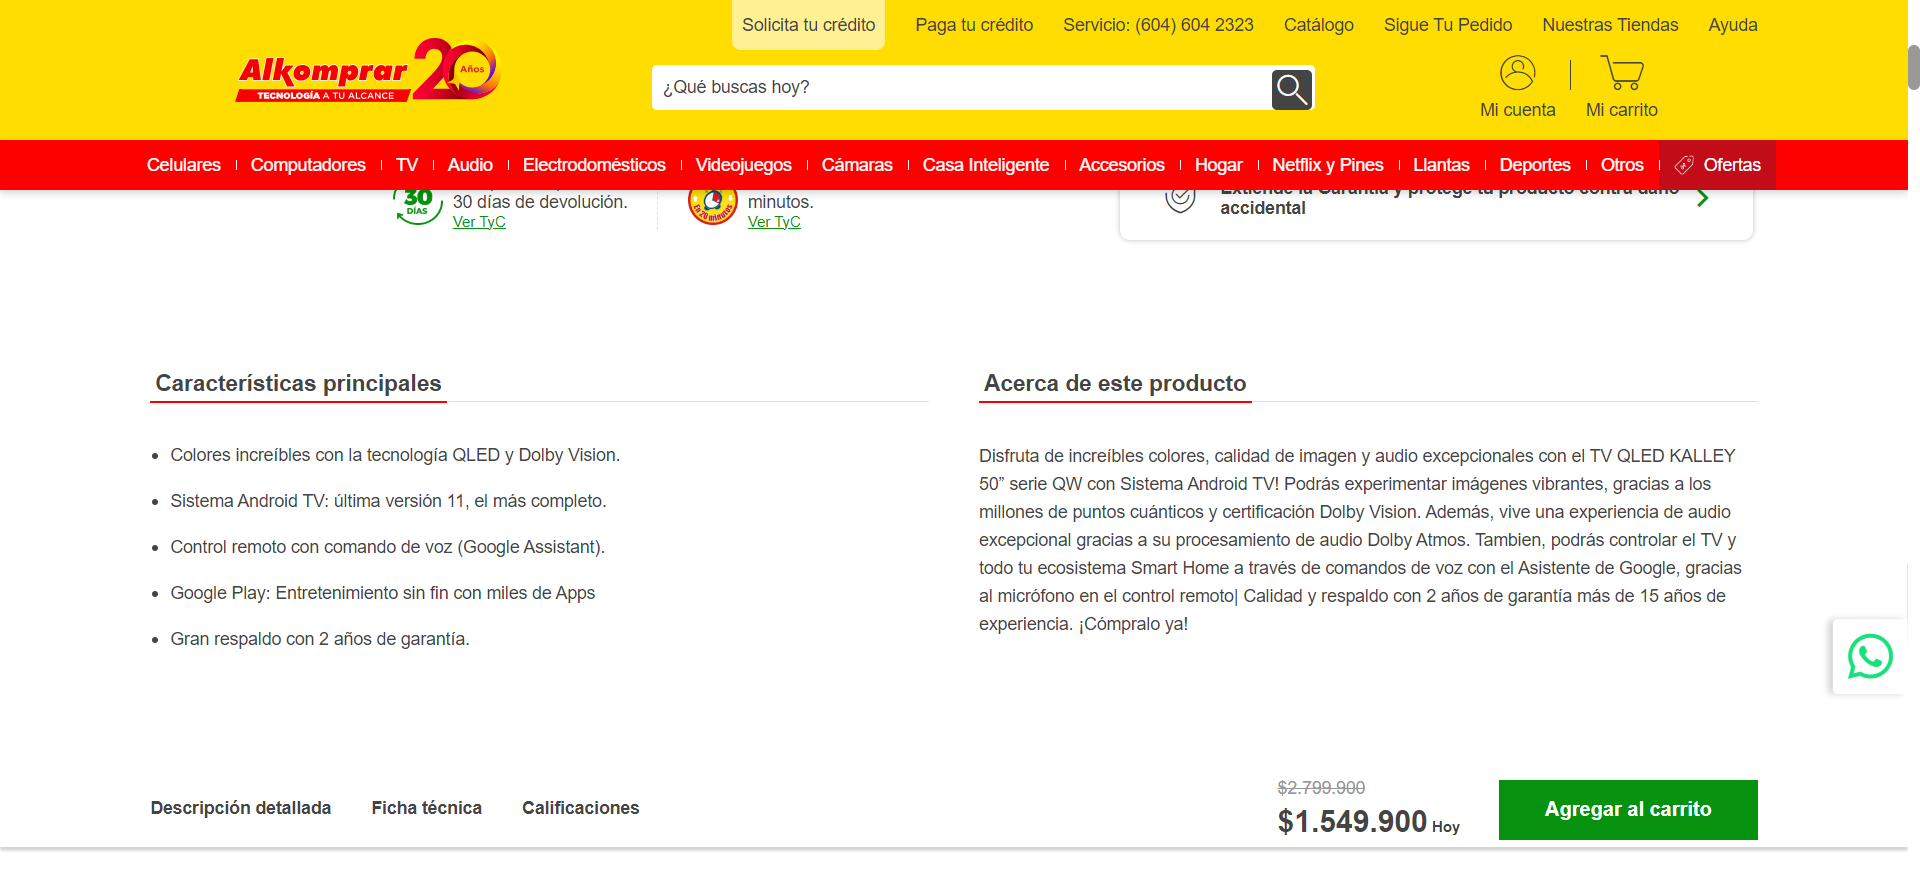 Solicita tu crédito
Paga tu crédito
Servicio: (604) 604 2323
Catálogo
Sigue Tu Pedido
Nuestras Tiendas
Ayuda
Alkomprar 20 Años
TECNOLOGÍA A TU ALCANCE
¿Qué buscas hoy?
Mi cuenta
Mi carrito
Celulares
Computadores
TV
Audio
Electrodomésticos
Videojuegos
Cámaras
Casa Inteligente
Accesorios
Hogar
Netflix y Pines
Llantas
Deportes
Otros
Ofertas
30 DÍAS
30 días de devolución.
Ver TyC
En 20 minutos
minutos.
Ver TyC
Extiende la Garantía y protege tu producto contra daño
accidental
Características principales
Colores increíbles con la tecnología QLED y Dolby Vision.
Sistema Android TV: última versión 11, el más completo.
Control remoto con comando de voz (Google Assistant).
Google Play: Entretenimiento sin fin con miles de Apps
Gran respaldo con 2 años de garantía.
Acerca de este producto
Disfruta de increíbles colores, calidad de imagen y audio excepcionales con el TV QLED KALLEY
50” serie QW con Sistema Android TV! Podrás experimentar imágenes vibrantes, gracias a los
millones de puntos cuánticos y certificación Dolby Vision. Además, vive una experiencia de audio
excepcional gracias a su procesamiento de audio Dolby Atmos. Tambien, podrás controlar el TV y
todo tu ecosistema Smart Home a través de comandos de voz con el Asistente de Google, gracias
al micrófono en el control remoto| Calidad y respaldo con 2 años de garantía más de 15 años de
experiencia. ¡Cómpralo ya!
Descripción detallada
Ficha técnica
Calificaciones
$2.799.900
$1.549.900 Hoy
Agregar al carrito